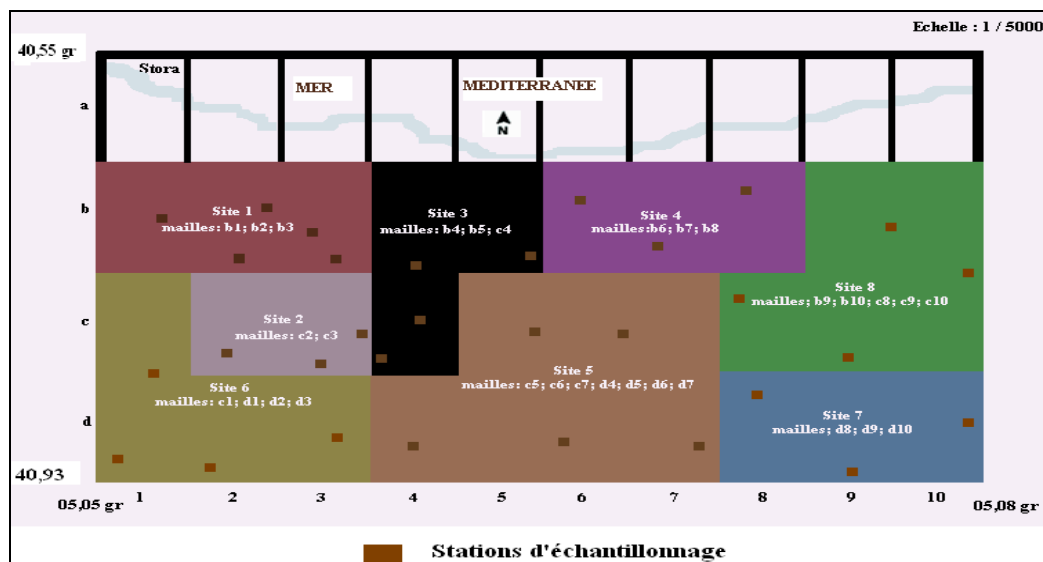 Echelle : 1 / 5000
40,55 gr
Stora
MER
MEDITERRANEE
a
N
b
Site 1
mailles: b1; b2; b3
Site 3
mailles: b4; b5; c4
Site 4
mailles:b6; b7; b8
Site 8
mailles; b9; b10; c8; c9; c10
c
Site 2
mailles: c2; c3
Site 5
mailles: c5; c6; c7; d4; d5; d6; d7
Site 6
mailles: c1; d1; d2; d3
d
Site 7
mailles; d8; d9; d10
40,93
1 2 3 4 5 6 7 8 9 10
05,05 gr
05,08 gr
Stations d'échantillonnage